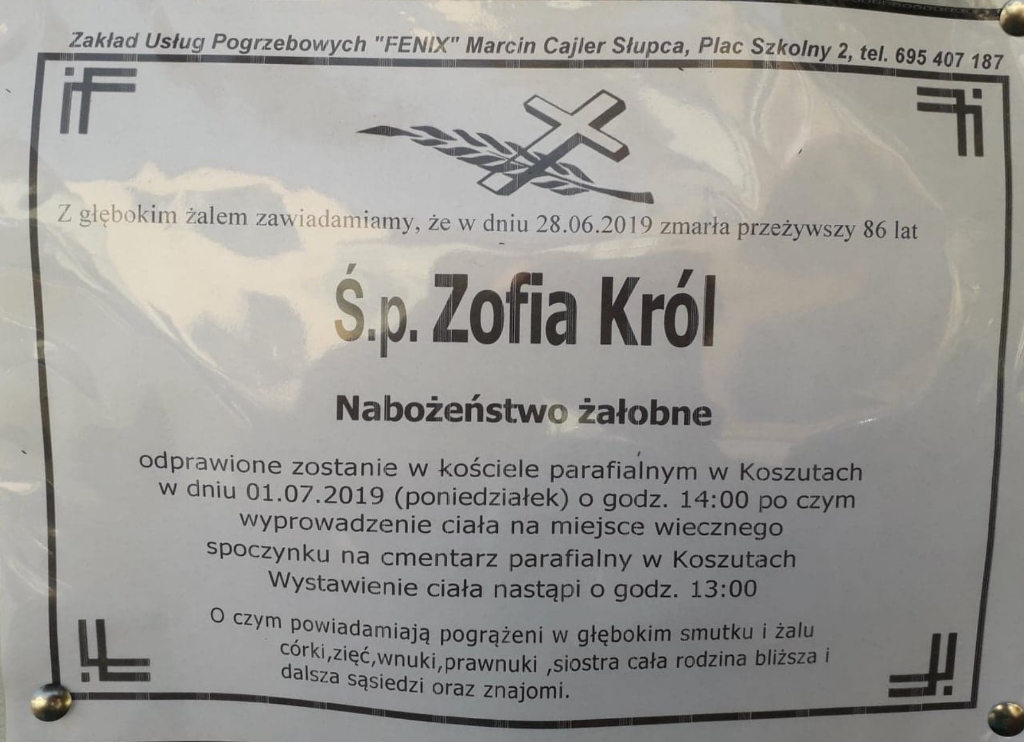 Zakład Usług Pogrzebowych "FENIX" Marcin Cajler Słupca, Plac Szkolny 2, tel. 695 407 187
Z głębokim żalem zawiadamiamy, że w dniu 28.06.2019 zmarła przeżywszy 86 lat
Ś.p. Zofia Król
Nabożeństwo żałobne
odprawione zostanie w kościele parafialnym w Koszutach
w dniu 01.07.2019 (poniedziałek) o godz. 14:00 po czym
wyprowadzenie ciała na miejsce wiecznego
spoczynku na cmentarz parafialny w Koszutach
Wystawienie ciała nastąpi o godz. 13:00
O czym powiadamiają pogrążeni w głębokim smutku i żalu
córki,zięć,wnuki,prawnuki ,siostra cała rodzina bliższa i
dalsza sąsiedzi oraz znajomi.